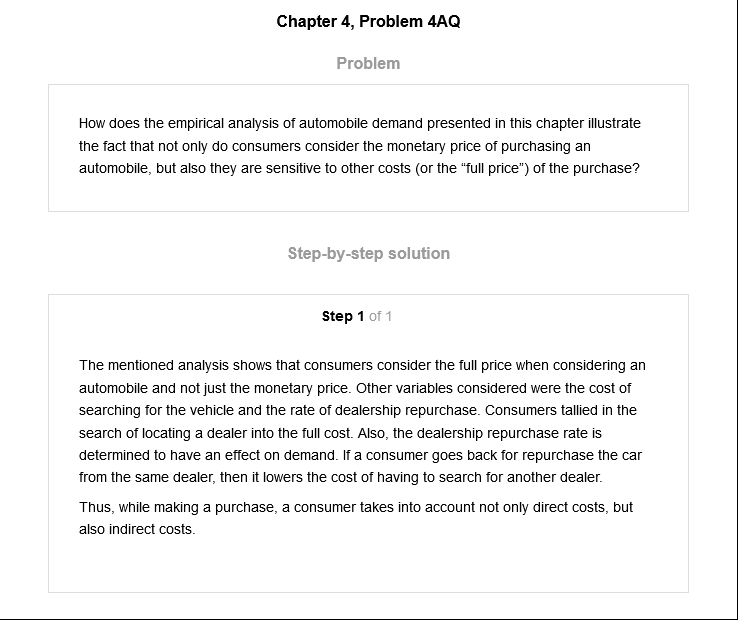 Chapter 4, Problem 4AQ
Problem
How does the empirical analysis of automobile demand presented in this chapter illustrate
the fact that not only do consumers consider the monetary price of purchasing an
automobile, but also they are sensitive to other costs (or the “full price”) of the purchase?
Step-by-step solution
Step 1 of 1
The mentioned analysis shows that consumers consider the full price when considering an
automobile and not just the monetary price. Other variables considered were the cost of
searching for the vehicle and the rate of dealership repurchase. Consumers tallied in the
search of locating a dealer into the full cost. Also, the dealership repurchase rate is
determined to have an effect on demand. If a consumer goes back for repurchase the car
from the same dealer, then it lowers the cost of having to search for another dealer.
Thus, while making a purchase, a consumer takes into account not only direct costs, but
also indirect costs.